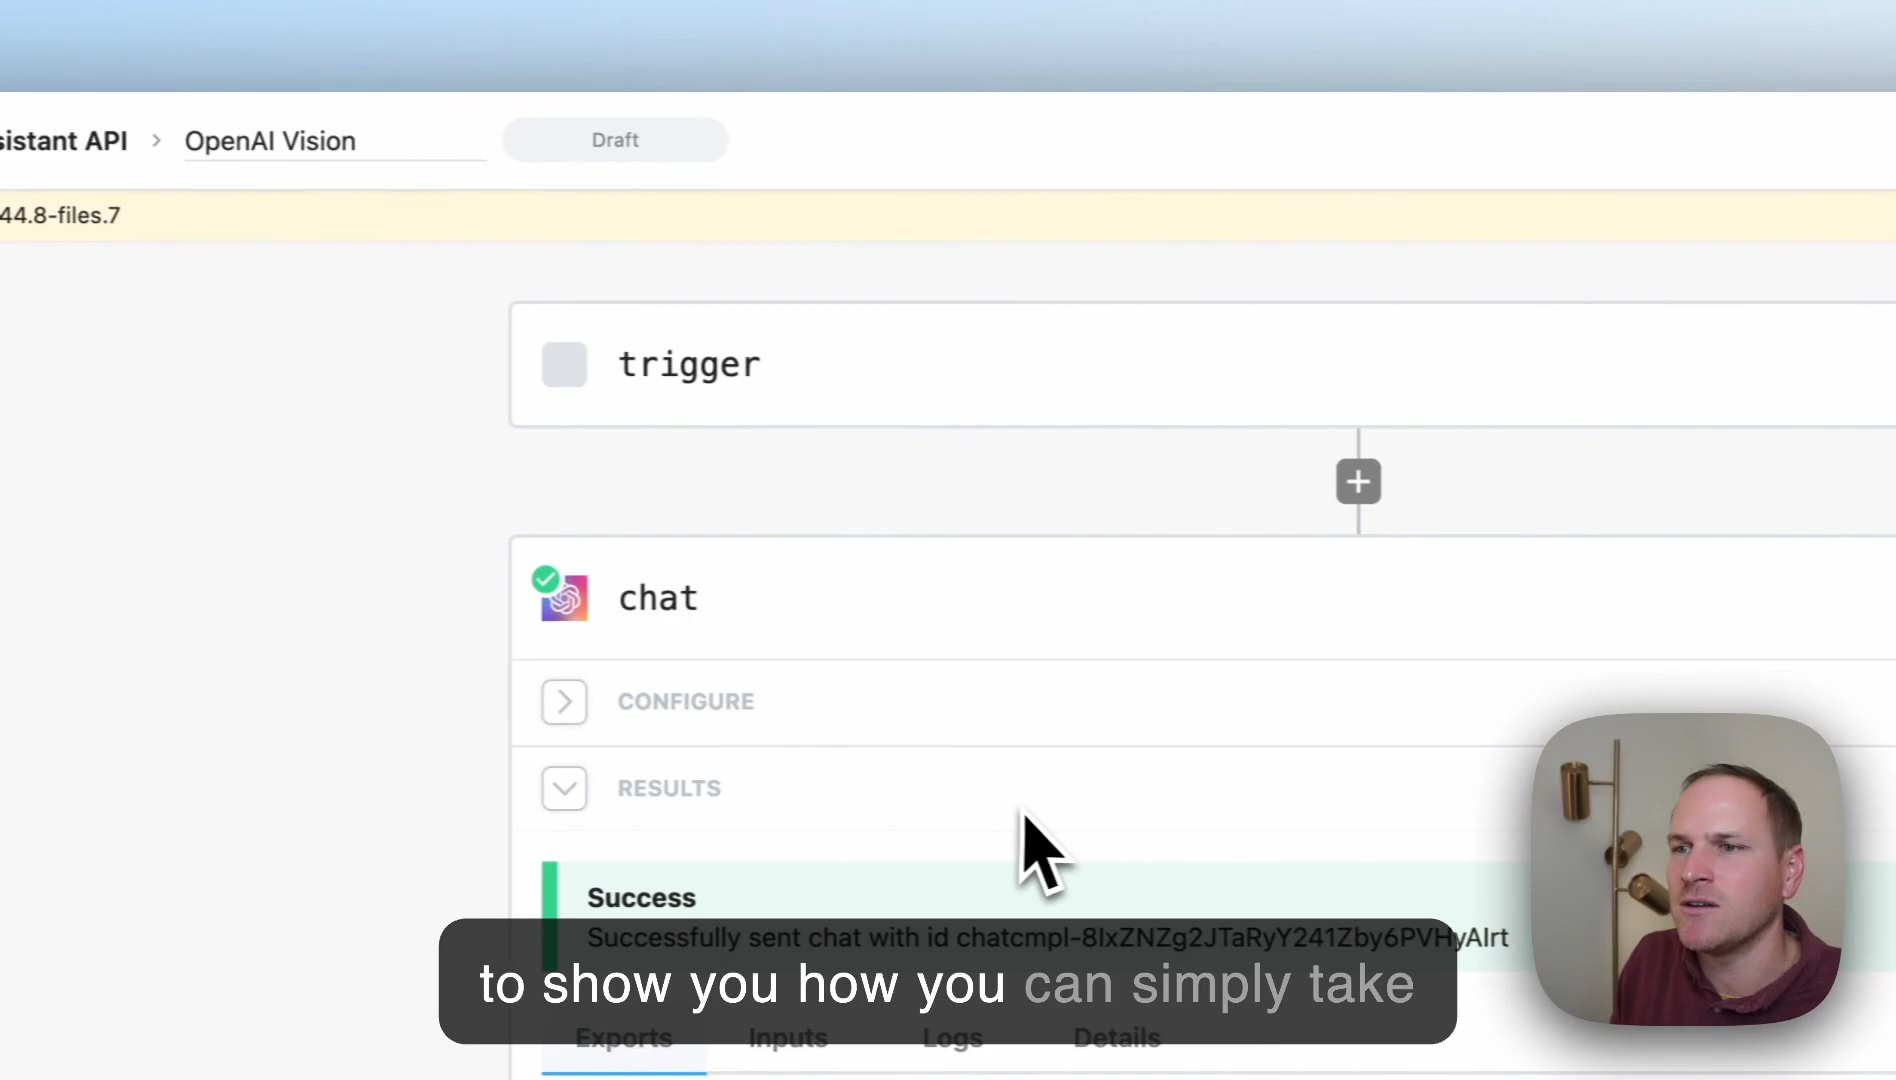 sistant API > OpenAI Vision
Draft
44.8-files.7
trigger
chat
CONFIGURE
RESULTS
Success
Successfully sent chat with id chatcmpl-8IxZNZg2JTaRyY241Zby6PVHyAIrt
to show you how you can simply take
Exports Inputs Logs Details